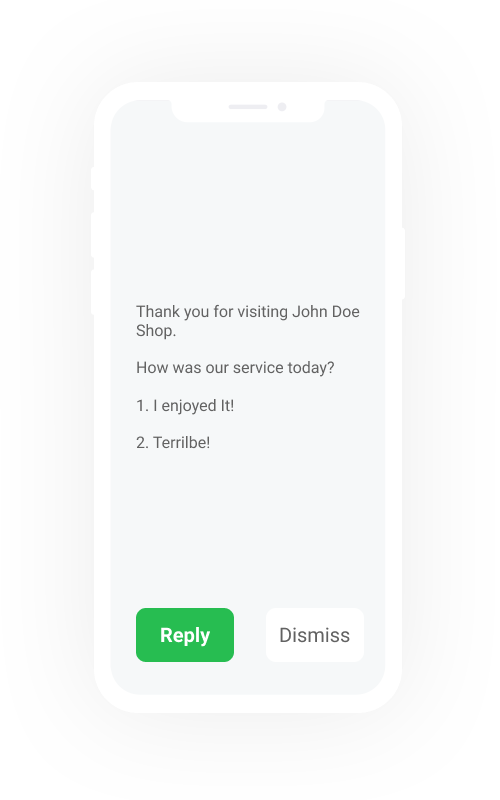 Thank you for visiting John Doe
Shop.
How was our service today?
1. I enjoyed It!
2. Terrilbe!
Reply
Dismiss